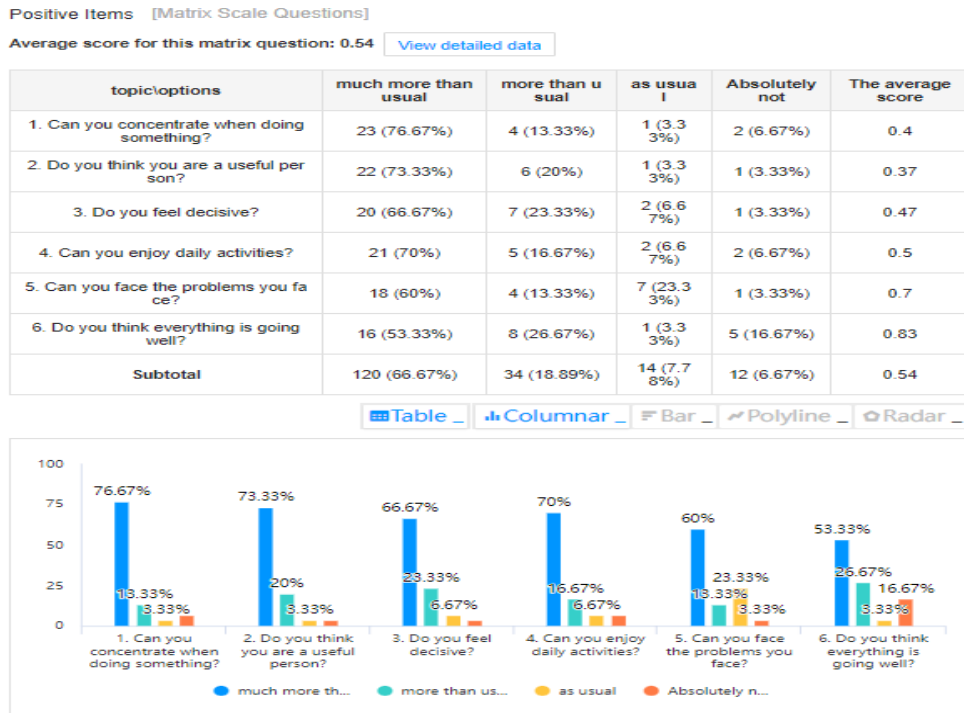 Positive Items [Matrix Scale Questions]
Average score for this matrix question: 0.54 View detailed data
topic\options much more than usual more than u sual as usua l Absolutely not The average score
1. Can you concentrate when doing something? 23 (76.67%) 4 (13.33%) 1 (3.3 3%) 2 (6.67%) 0.4
2. Do you think you are a useful per son? 22 (73.33%) 6 (20%) 1 (3.3 3%) 1 (3.33%) 0.37
3. Do you feel decisive? 20 (66.67%) 7 (23.33%) 2 (6.6 7%) 1 (3.33%) 0.47
4. Can you enjoy daily activities? 21 (70%) 5 (16.67%) 2 (6.6 7%) 2 (6.67%) 0.5
5. Can you face the problems you fa ce? 18 (60%) 4 (13.33%) 7 (23.3 3%) 1 (3.33%) 0.7
6. Do you think everything is going well? 16 (53.33%) 8 (26.67%) 1 (3.3 3%) 5 (16.67%) 0.83
Subtotal 120 (66.67%) 34 (18.89%) 14 (7.7 8%) 12 (6.67%) 0.54
Table _ Columnar _ Bar _ Polyline _ Radar _
100
75
50
25
0
76.67% 13.33% 3.33%
73.33% 20% 3.33%
66.67% 23.33% 6.67%
70% 16.67% 6.67%
60% 13.33% 23.33% 3.33%
53.33% 26.67% 3.33% 16.67%
1. Can you concentrate when doing something?
2. Do you think you are a useful person?
3. Do you feel decisive?
4. Can you enjoy daily activities?
5. Can you face the problems you face?
6. Do you think everything is going well?
much more th... more than us... as usual Absolutely n...